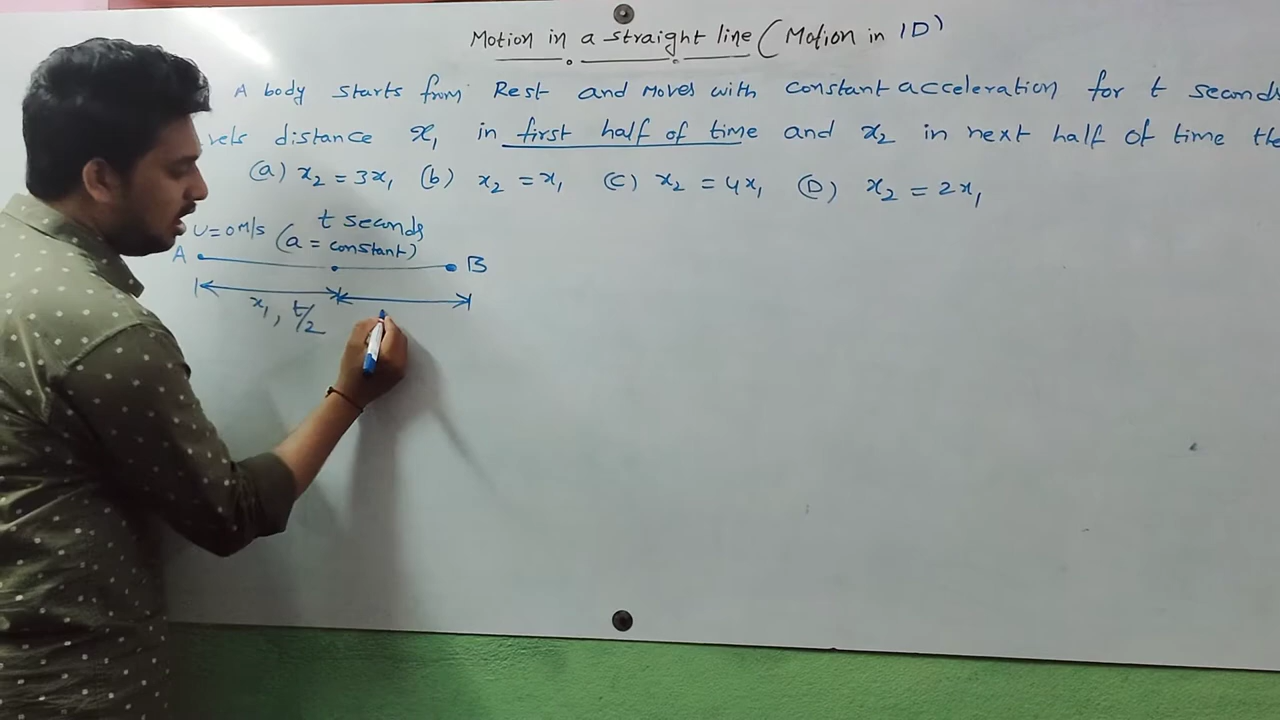 Motion in a straight line (Motion in 1D)
A body starts from Rest and Moves with constant acceleration for t seconds
vels distance x₁ in first half of time and x₂ in next half of time the
(a) x₂ = 3x₁ (b) x₂ = x₁ (C) x₂ = 4x₁ (D) x₂ = 2x₁
U=0 M/s t seconds
(a = constant)
A B
x₁, t/2